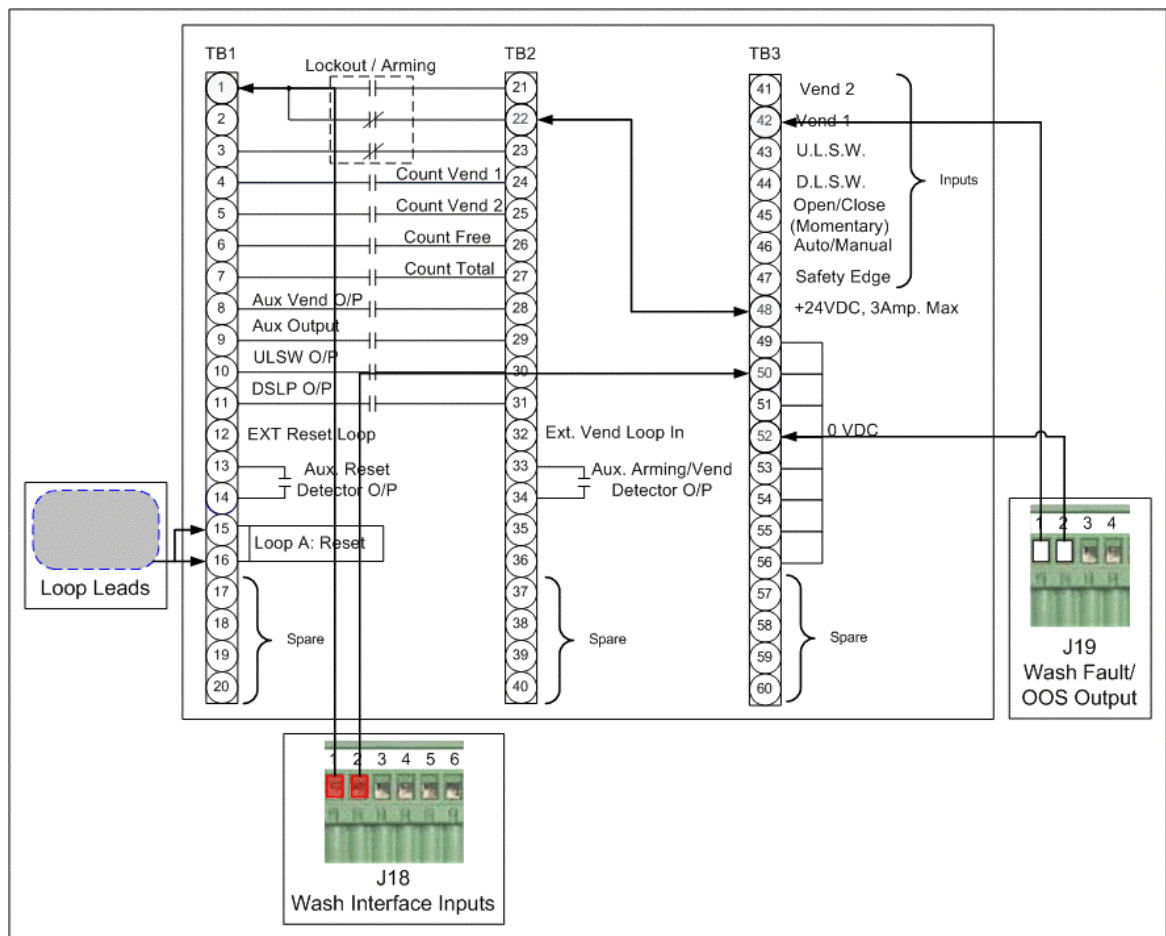 TB1
TB2
TB3
Lockout / Arming
1
21
41
Vend 2
2
22
42
Vend 1
3
23
43
U.L.S.W.
4
Count Vend 1
24
44
D.L.S.W.
Inputs
5
Count Vend 2
25
45
Open/Close
(Momentary)
6
Count Free
26
46
Auto/Manual
7
Count Total
27
47
Safety Edge
8
Aux Vend O/P
28
48
+24VDC, 3Amp. Max
9
Aux Output
29
49
10
ULSW O/P
30
50
11
DSLP O/P
31
51
12
EXT Reset Loop
32
Ext. Vend Loop In
52
0 VDC
13
Aux. Reset
33
Aux. Arming/Vend
53
14
Detector O/P
34
Detector O/P
54
15
35
55
Loop A: Reset
16
36
56
17
37
57
18
38
58
Spare
Spare
Spare
19
39
59
20
40
60
Loop Leads
1 2 3 4
J19
Wash Fault/
OOS Output
1 2 3 4 5 6
J18
Wash Interface Inputs